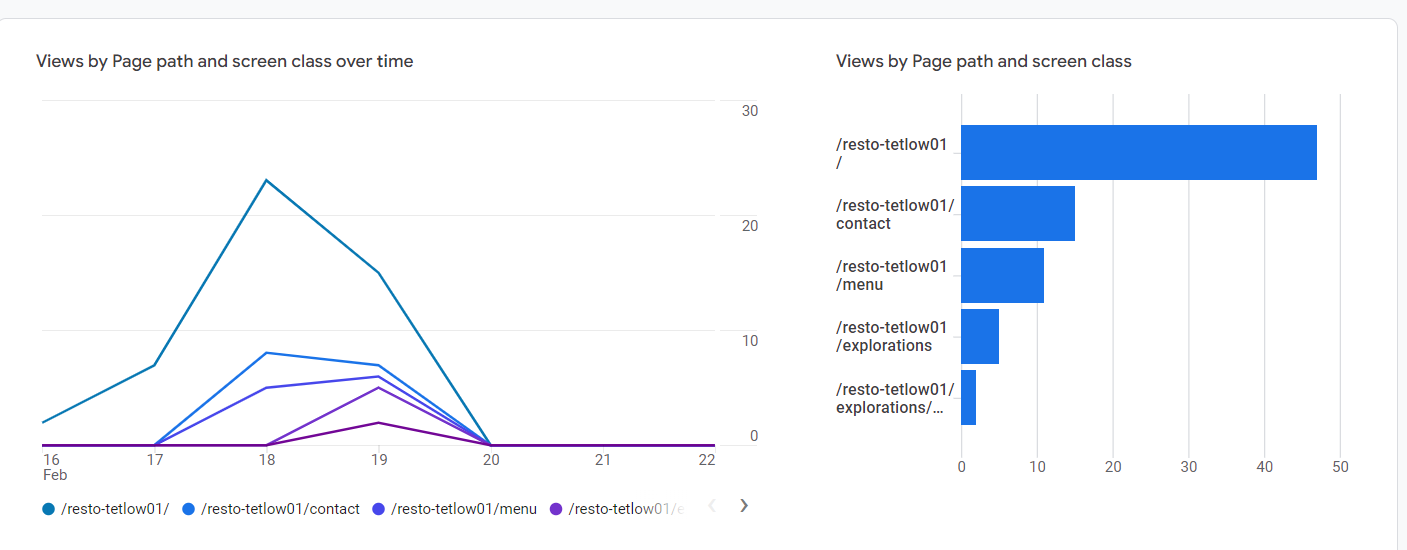 Views by Page path and screen class over time
30
20
10
0
16
Feb
17
18
19
20
21
22
/resto-tetlow01/
/resto-tetlow01/contact
/resto-tetlow01/menu
/resto-tetlow01/e
Views by Page path and screen class
/resto-tetlow01
/
/resto-tetlow01/
contact
/resto-tetlow01
/menu
/resto-tetlow01
/explorations
/resto-tetlow01/
explorations/...
0
10
20
30
40
50